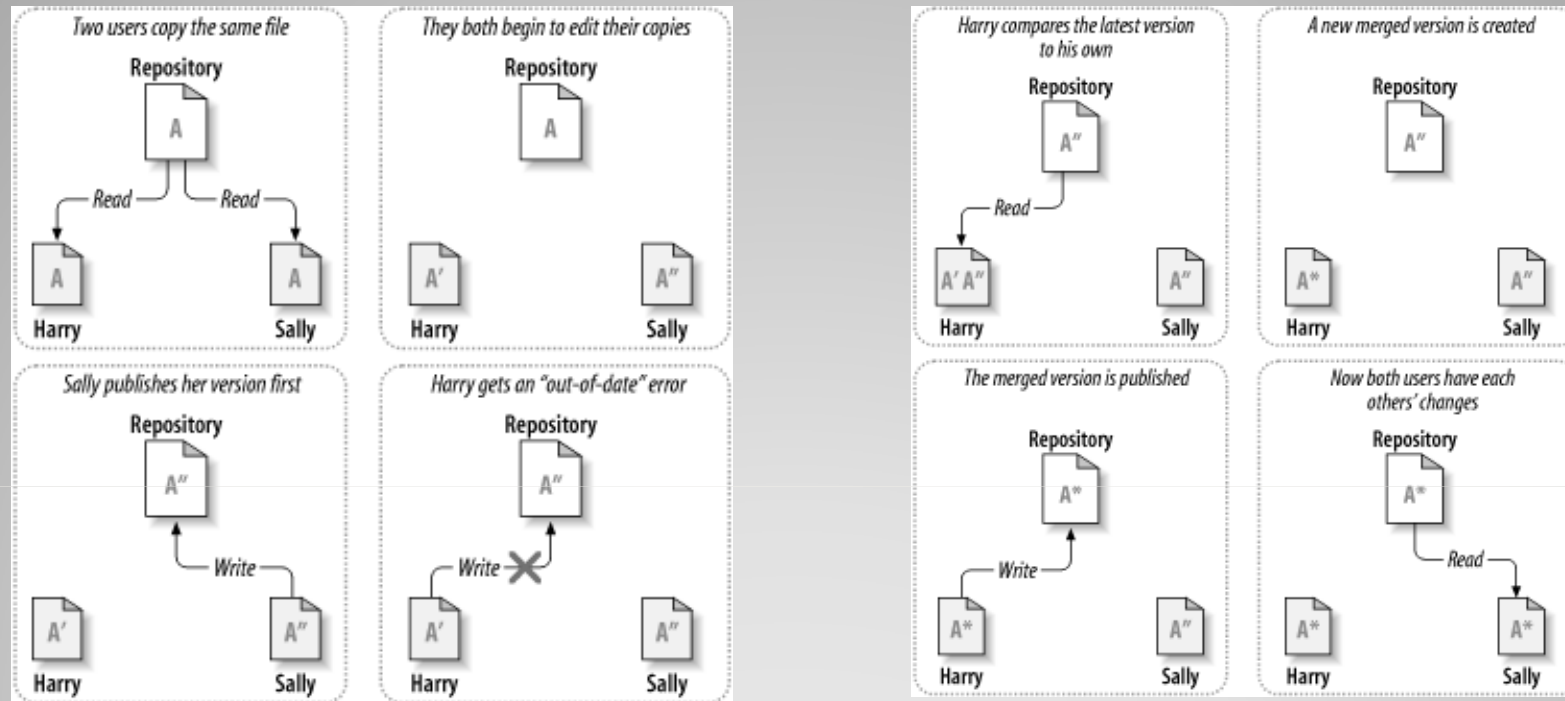 Two users copy the same file
Repository
A
Read
Read
A
A
Harry
Sally
They both begin to edit their copies
Repository
A
A′
A″
Harry
Sally
Sally publishes her version first
Repository
A″
Write
A′
A″
Harry
Sally
Harry gets an “out-of-date” error
Repository
A″
Write
A′
A″
Harry
Sally
Harry compares the latest version
to his own
Repository
A″
Read
A′ A″
A″
Harry
Sally
A new merged version is created
Repository
A″
A*
A″
Harry
Sally
The merged version is published
Repository
A*
Write
A*
A″
Harry
Sally
Now both users have each
others’ changes
Repository
A*
Read
A*
A*
Harry
Sally